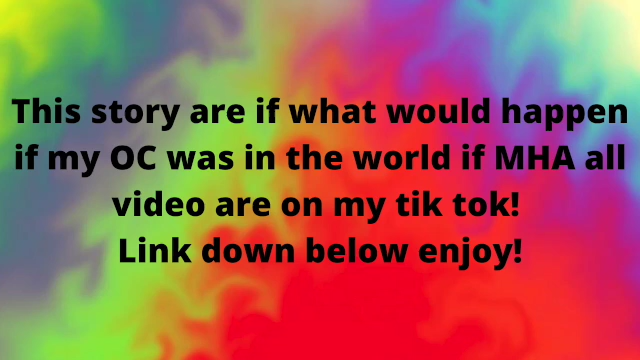 This story are if what would happen
if my OC was in the world if MHA all
video are on my tik tok!
Link down below enjoy!